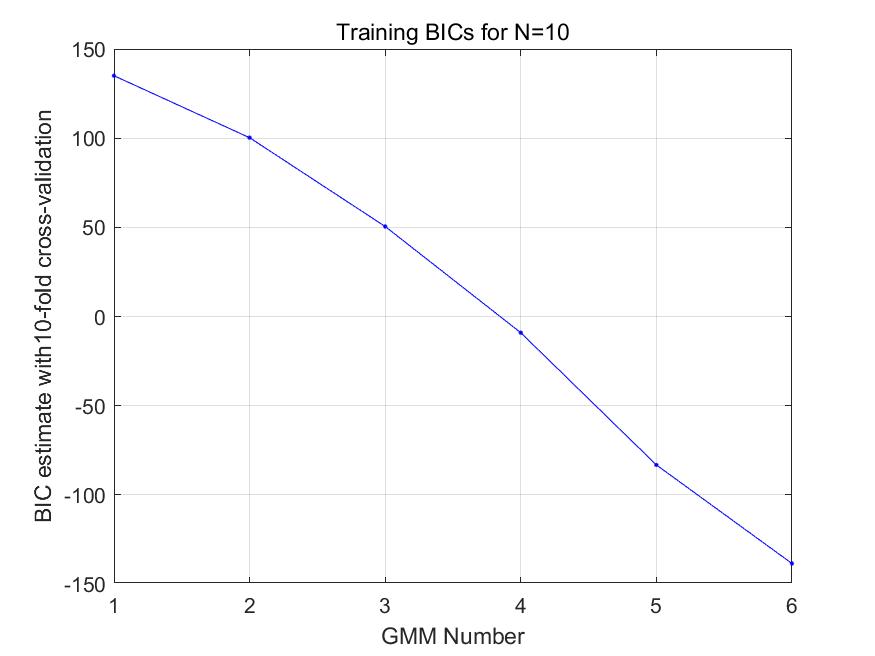 Training BICs for N=10
BIC estimate with10-fold cross-validation
150
100
50
0
-50
-100
-150
1 2 3 4 5 6
GMM Number